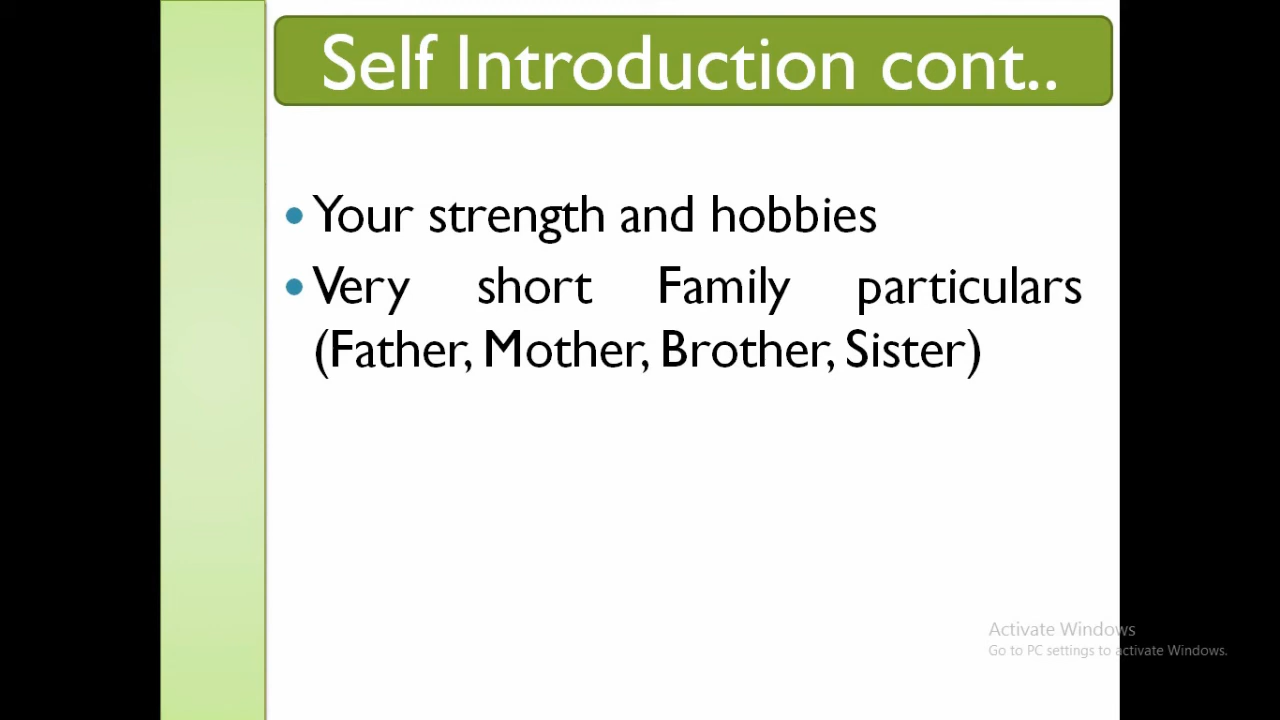 Self Introduction cont..
• Your strength and hobbies
• Very short Family particulars
(Father, Mother, Brother, Sister)
Activate Windows
Go to PC settings to activate Windows.